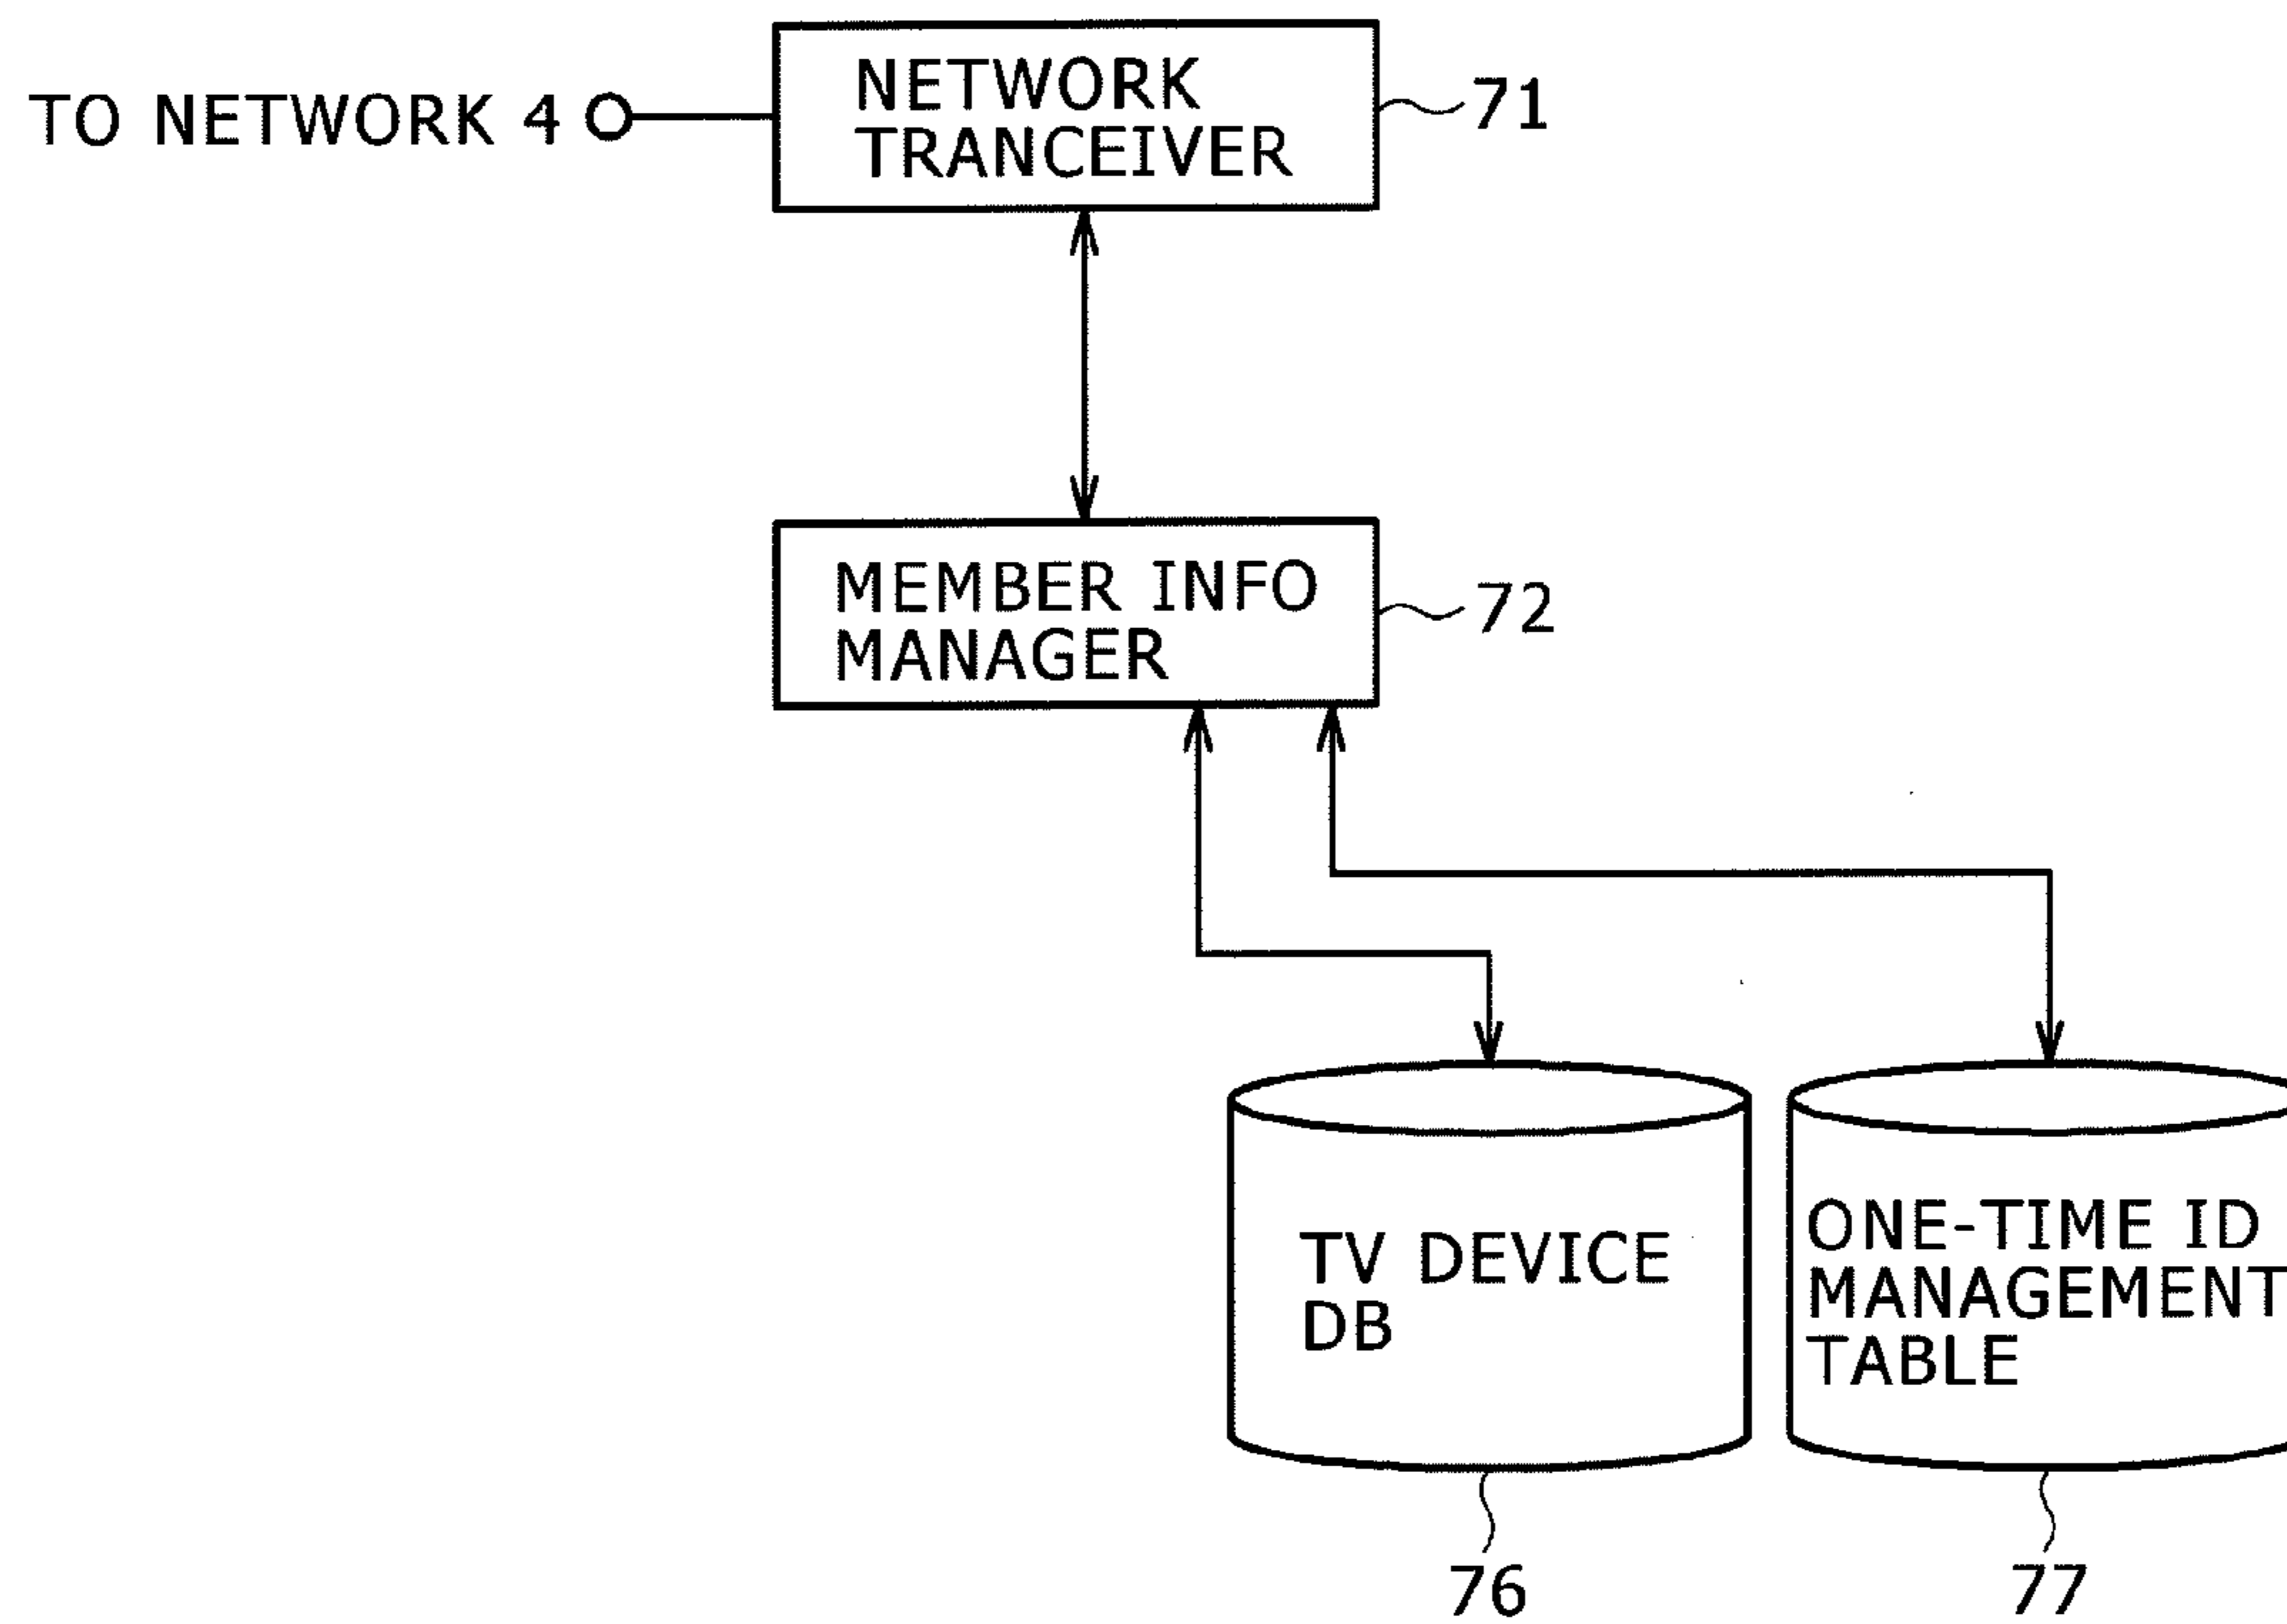 TO NETWORK 4
NETWORK
TRANCEIVER
71
MEMBER INFO
MANAGER
72
TV DEVICE
DB
ONE-TIME ID
MANAGEMENT
TABLE
76
77